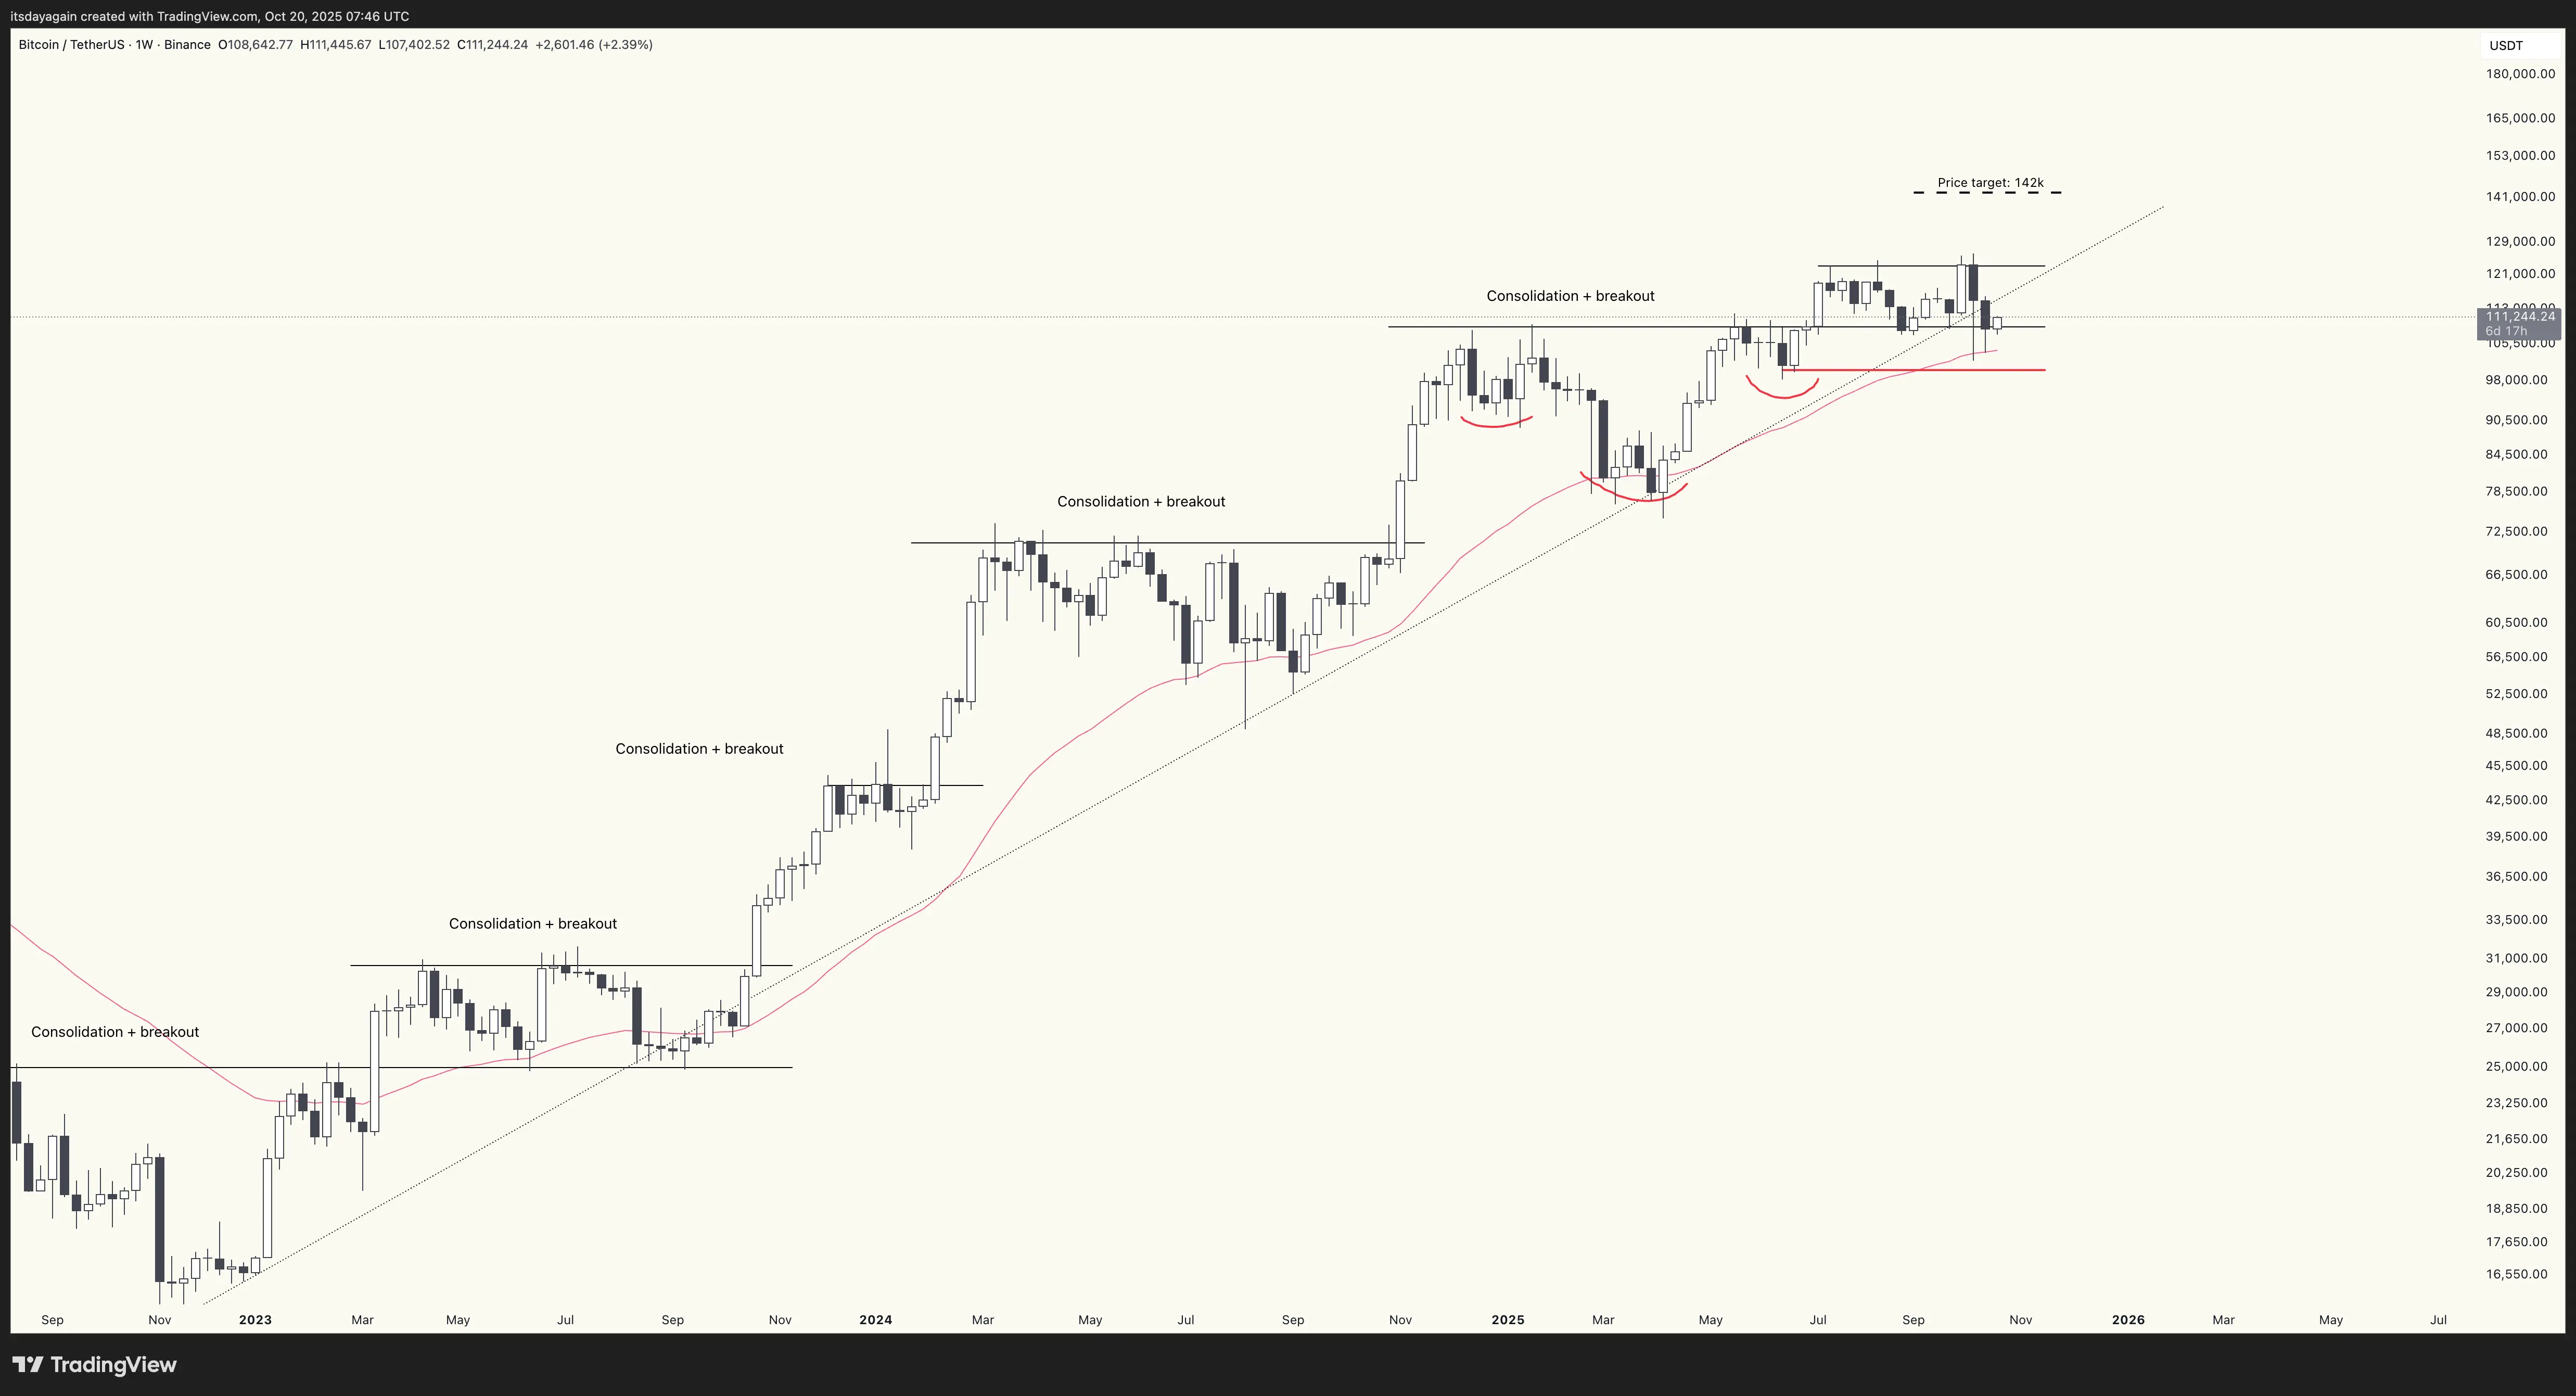 itsdayagain created with TradingView.com, Oct 20, 2025 07:46 UTC
Bitcoin / TetherUS · 1W · Binance O108,642.77 H111,445.67 L107,402.52 C111,244.24 +2,601.46 (+2.39%)
USDT
180,000.00
165,000.00
153,000.00
Price target: 142k
141,000.00
129,000.00
121,000.00
Consolidation + breakout
113,000.00
111,244.24
6d 17h
105,500.00
98,000.00
90,500.00
84,500.00
78,500.00
Consolidation + breakout
72,500.00
66,500.00
60,500.00
56,500.00
52,500.00
48,500.00
Consolidation + breakout
45,500.00
42,500.00
39,500.00
36,500.00
33,500.00
Consolidation + breakout
31,000.00
29,000.00
27,000.00
Consolidation + breakout
25,000.00
23,250.00
21,650.00
20,250.00
18,850.00
17,650.00
16,550.00
Sep Nov 2023 Mar May Jul Sep Nov 2024 Mar May Jul Sep Nov 2025 Mar May Jul Sep Nov 2026 Mar May Jul
TradingView